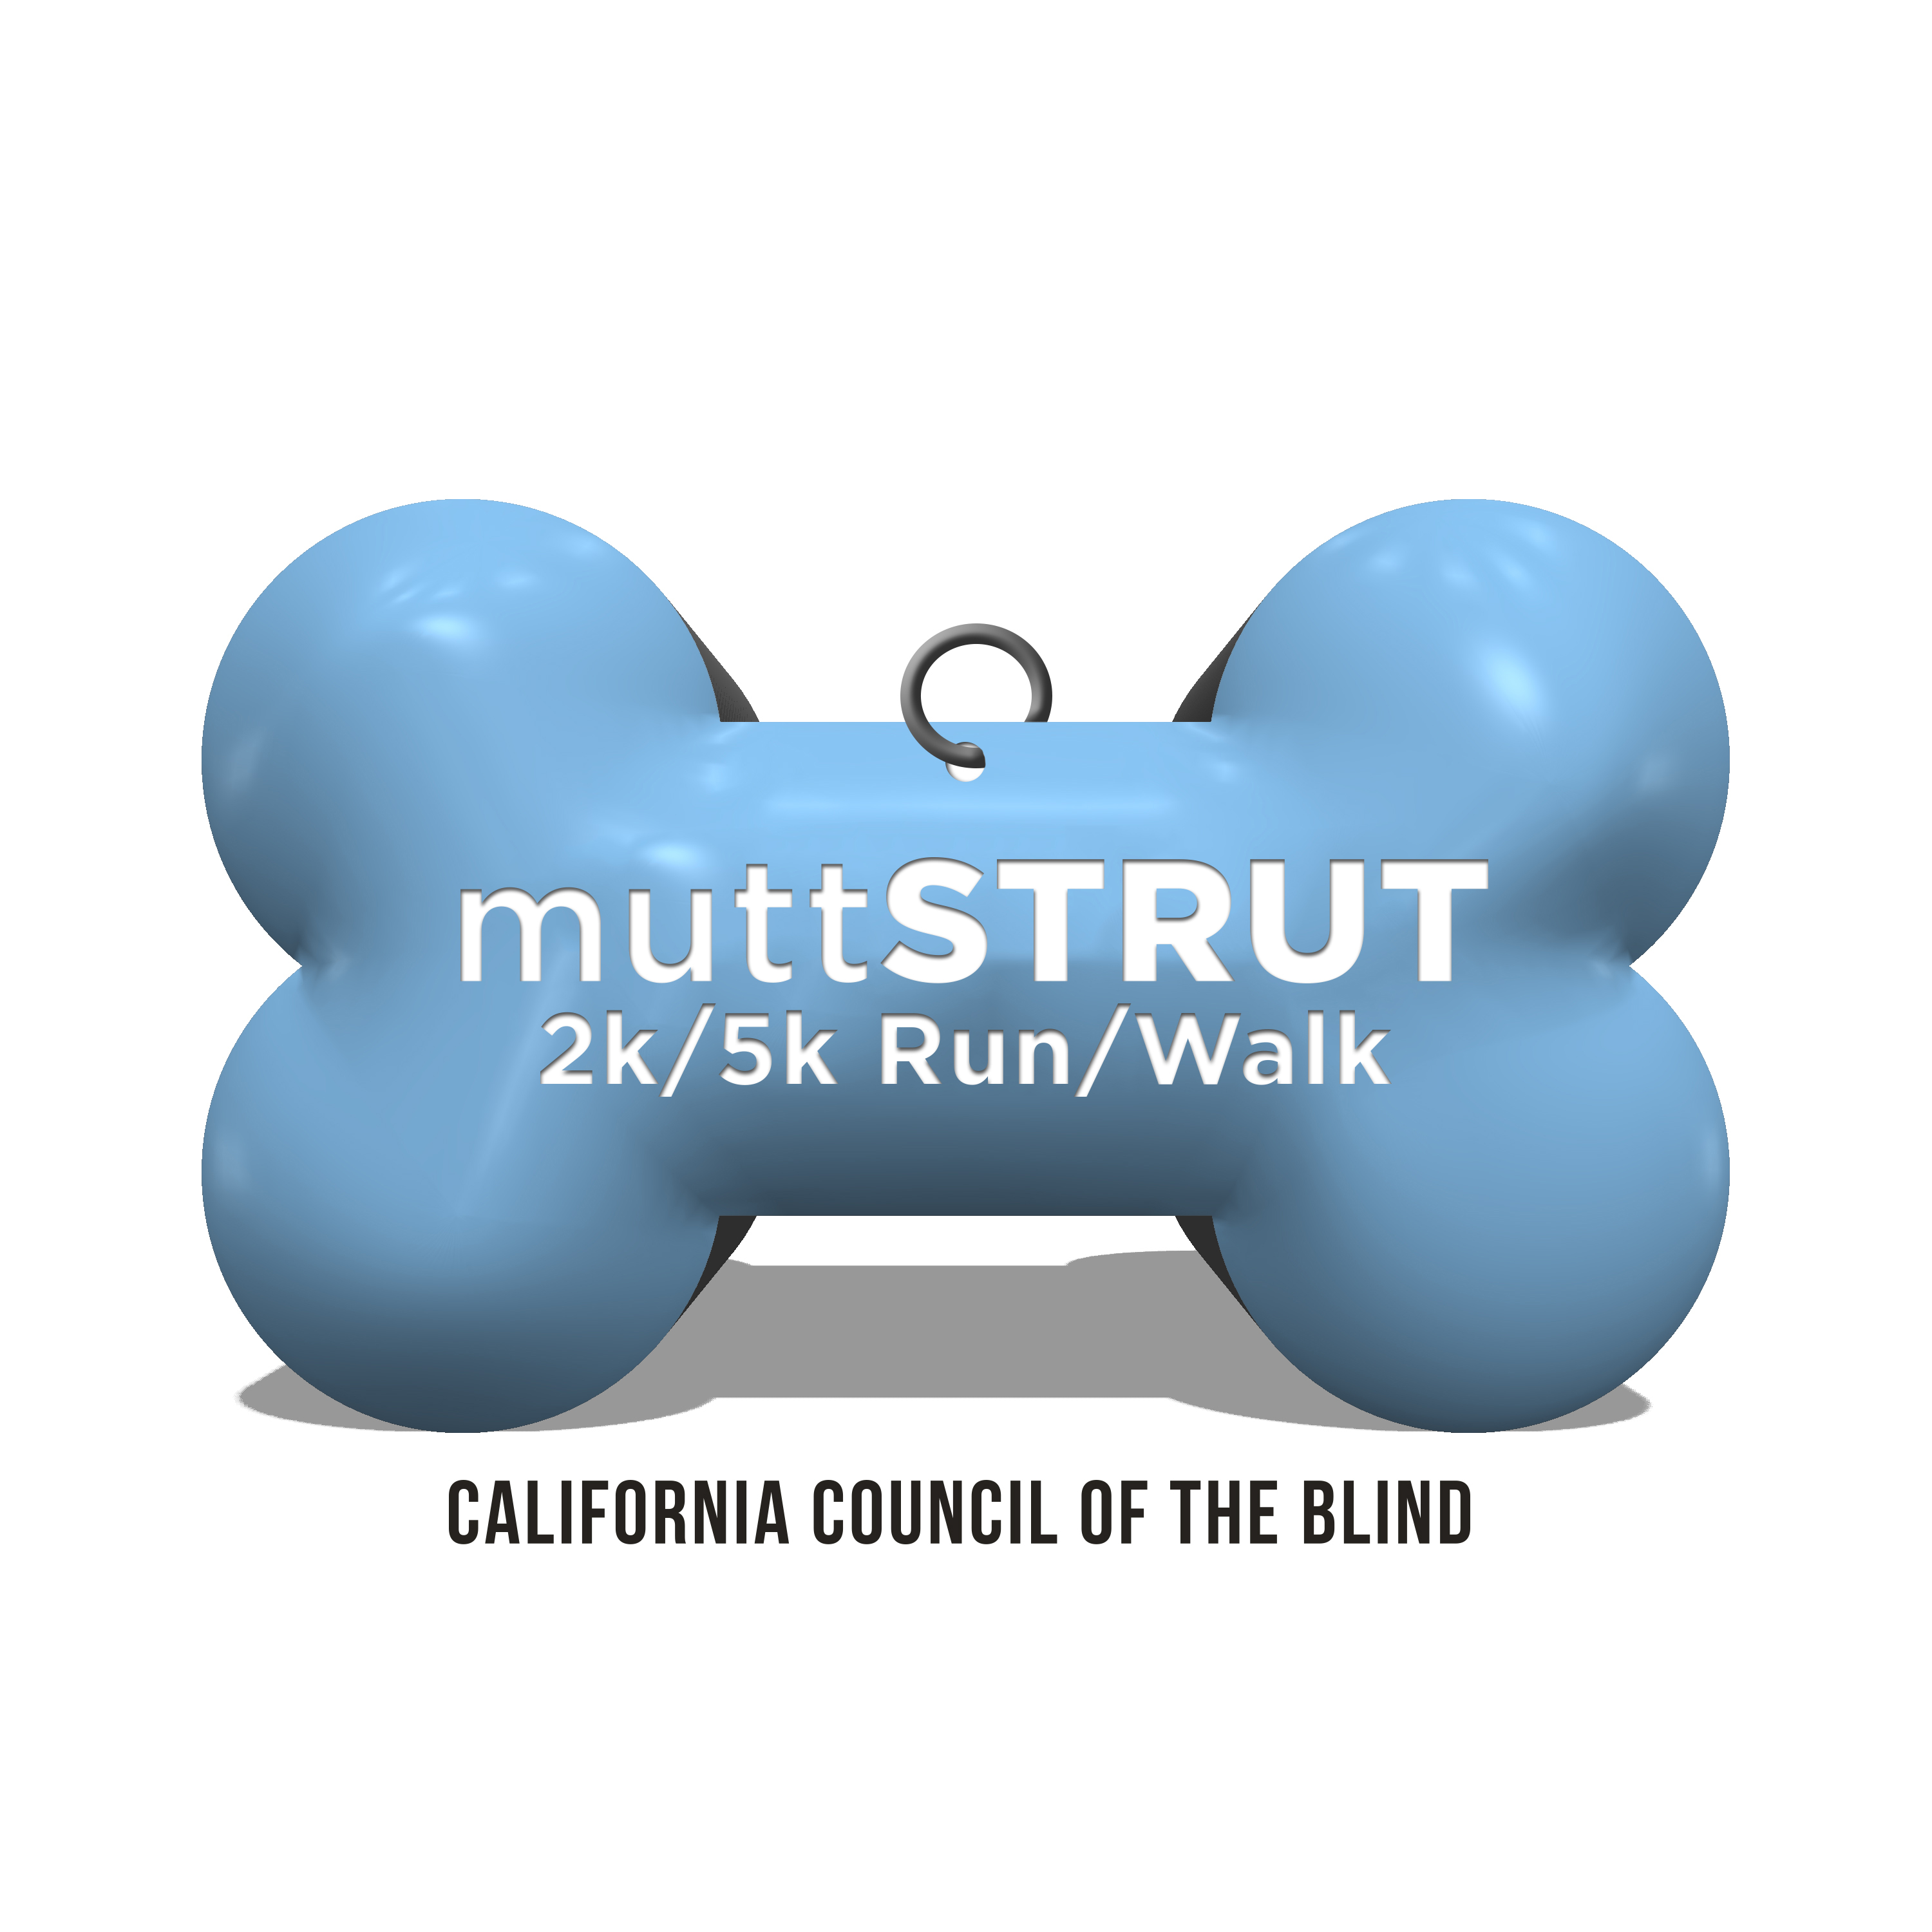 muttSTRUT
2k/5k Run/Walk
CALIFORNIA COUNCIL OF THE BLIND